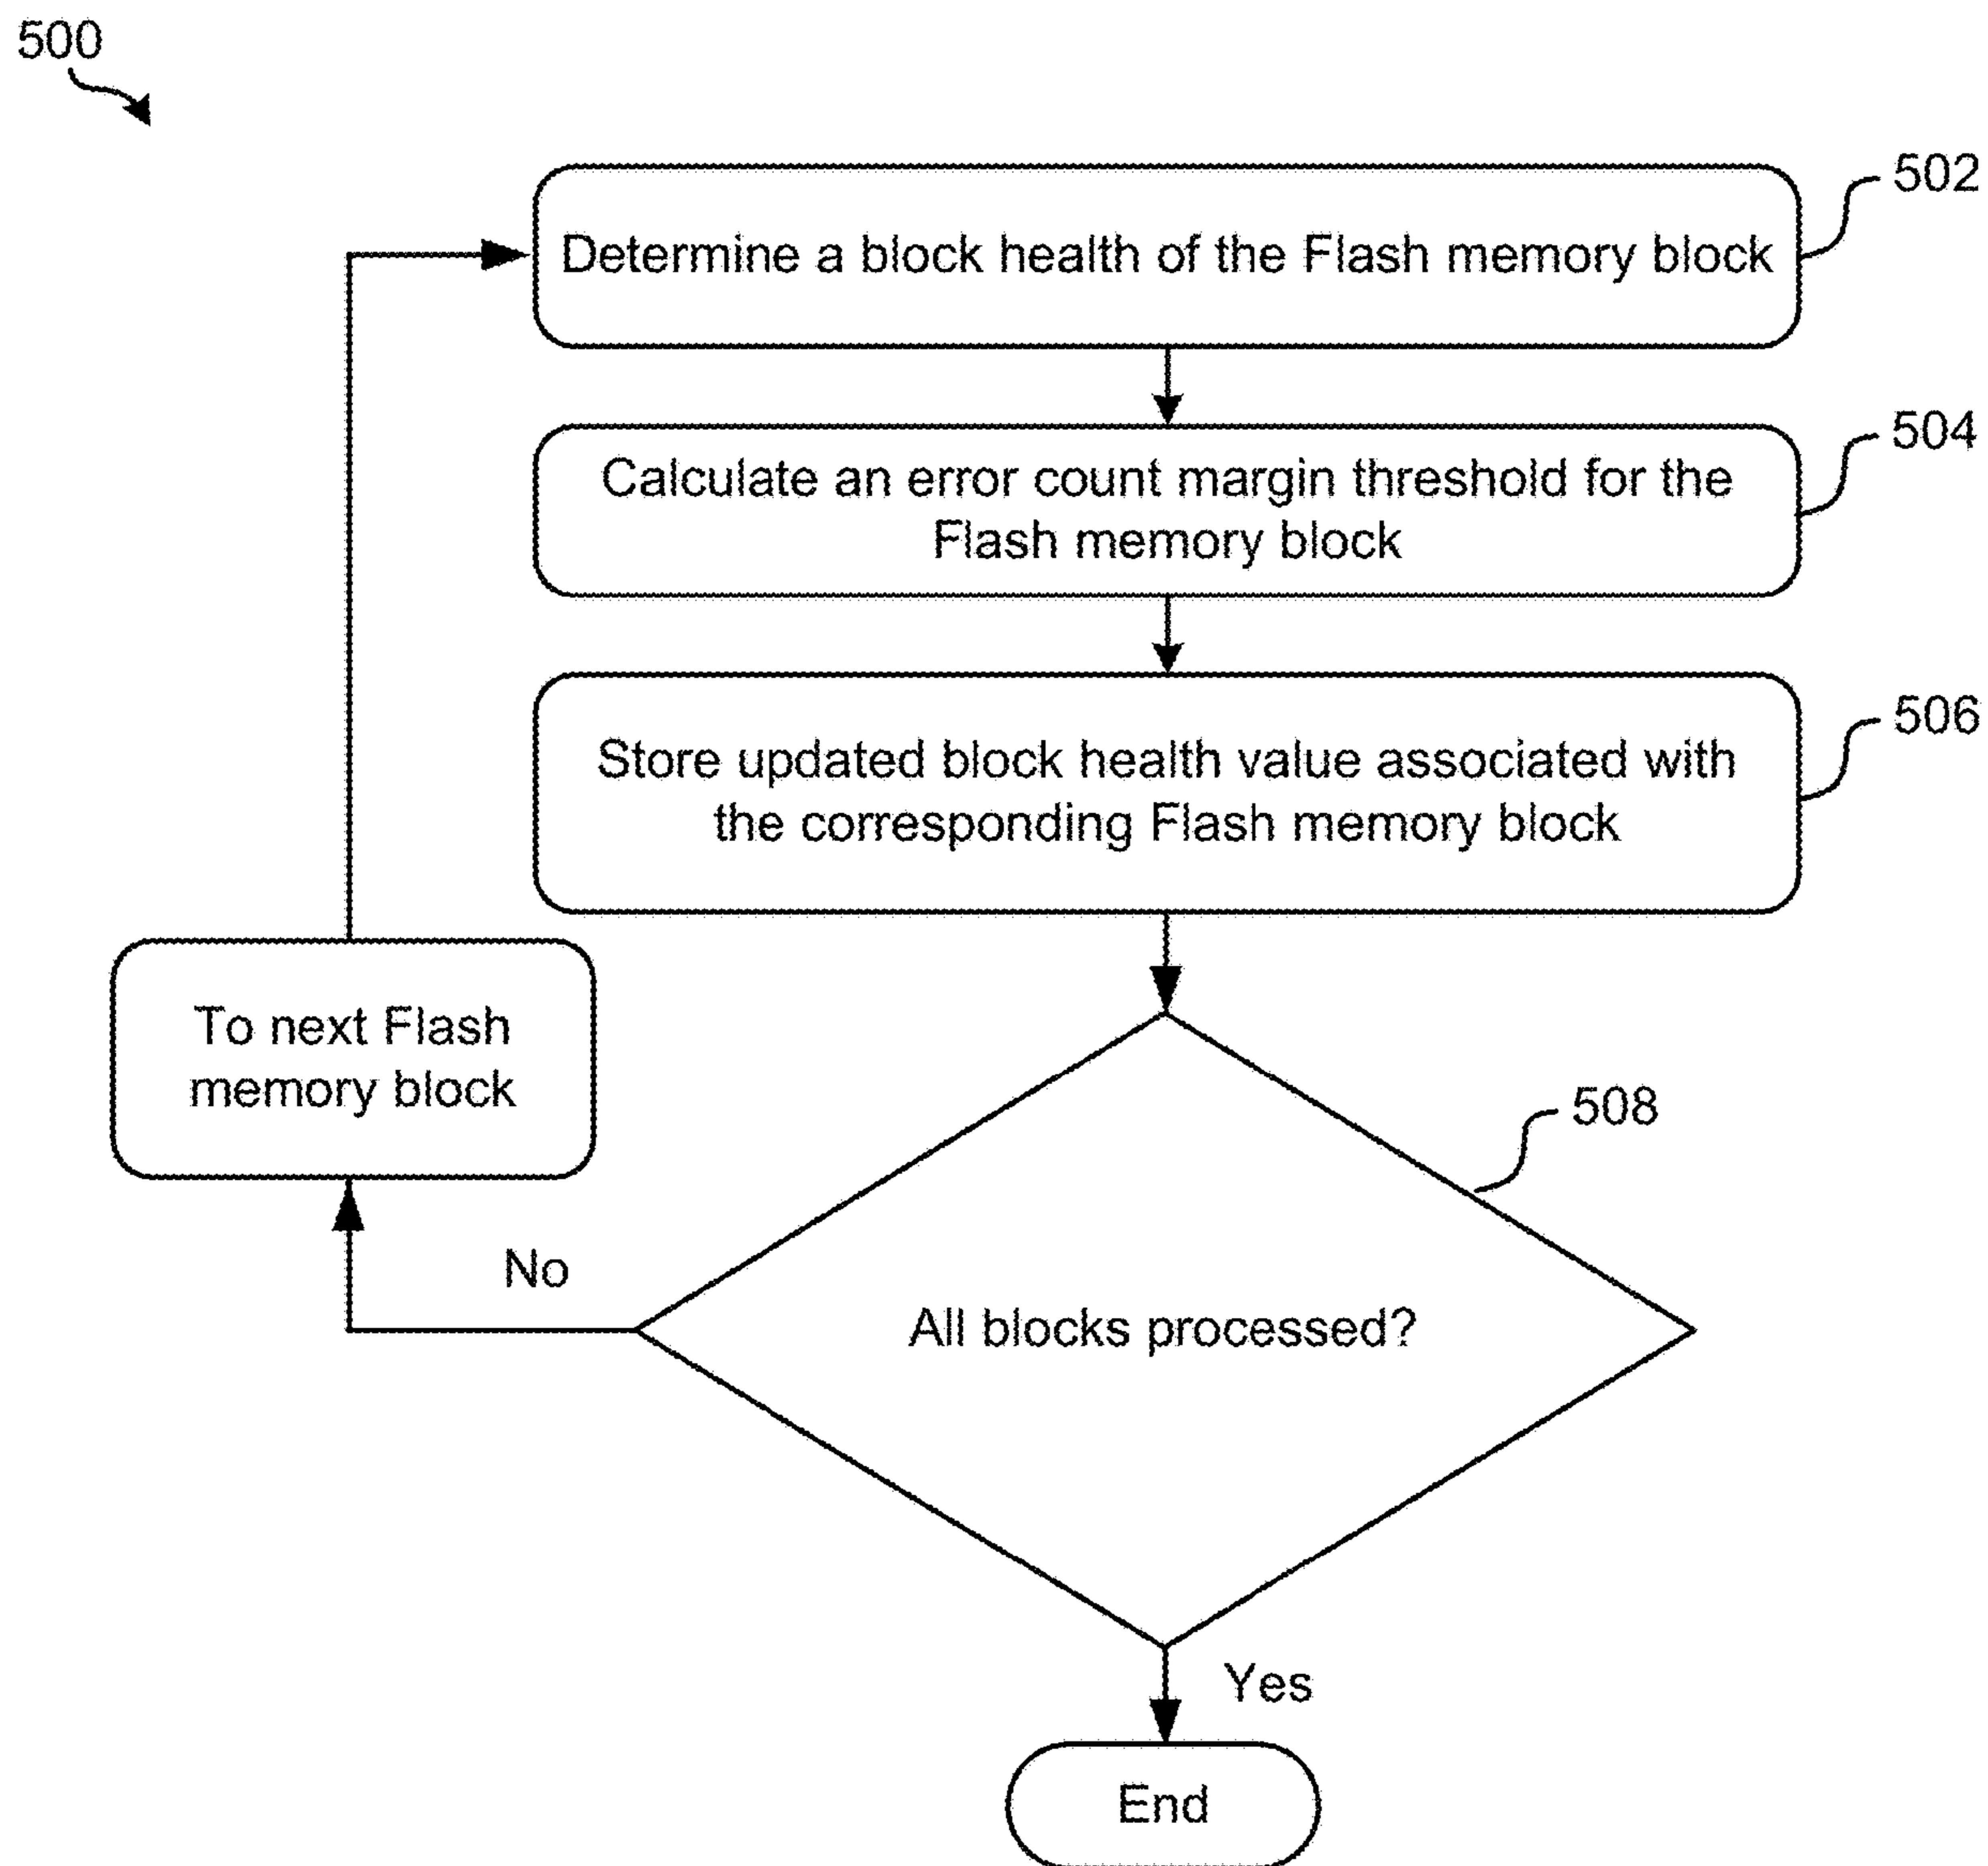 500
502
Determine a block health of the Flash memory block
504
Calculate an error count margin threshold for the
Flash memory block
506
Store updated block health value associated with
the corresponding Flash memory block
To next Flash
memory block
508
No
All blocks processed?
Yes
End